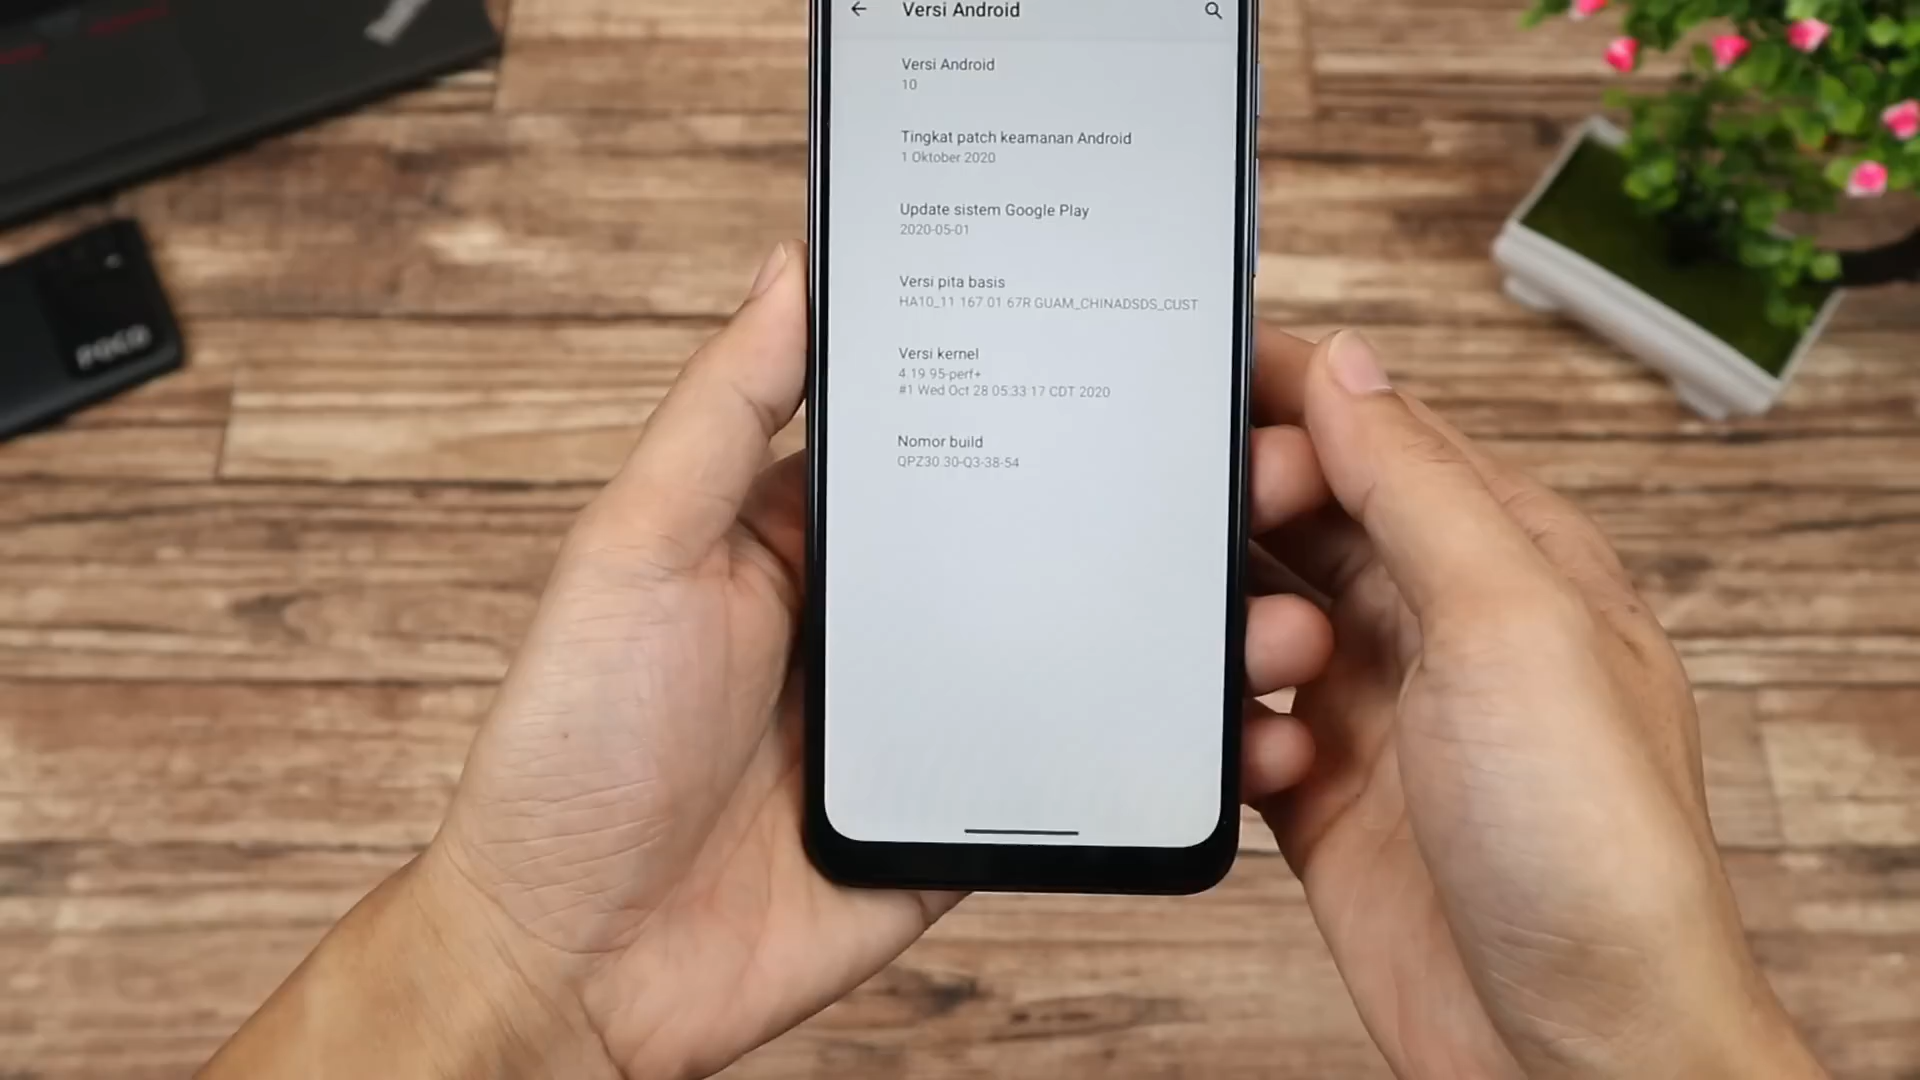 Versi Android
Versi Android
10
Tingkat patch keamanan Android
1 Oktober 2020
Update sistem Google Play
2020-05-01
Versi pita basis
HA10_11 167 01 67R GUAM_CHINADSDS_CUST
Versi kernel
4.19 95-perf+
#1 Wed Oct 28 05:33 17 CDT 2020
Nomor build
QPZ30 30-Q3-38-54
POCO